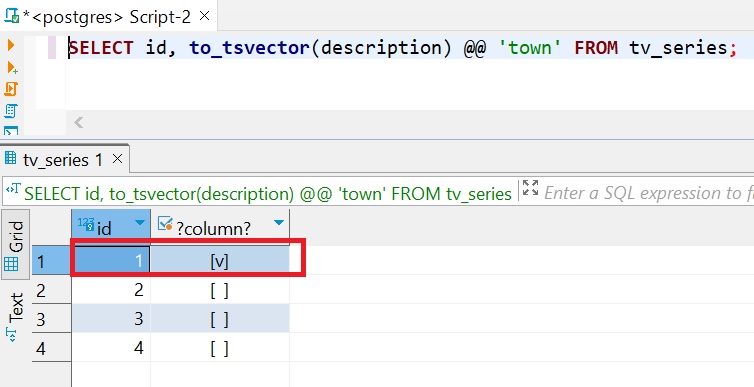 *<postgres> Script-2
SELECT id, to_tsvector(description) @@ 'town' FROM tv_series;
tv_series 1
SELECT id, to_tsvector(description) @@ 'town' FROM tv_series
Enter a SQL expression to f
Grid
Text
123 id ?column?
1 1 [v]
2 2 [ ]
3 3 [ ]
4 4 [ ]